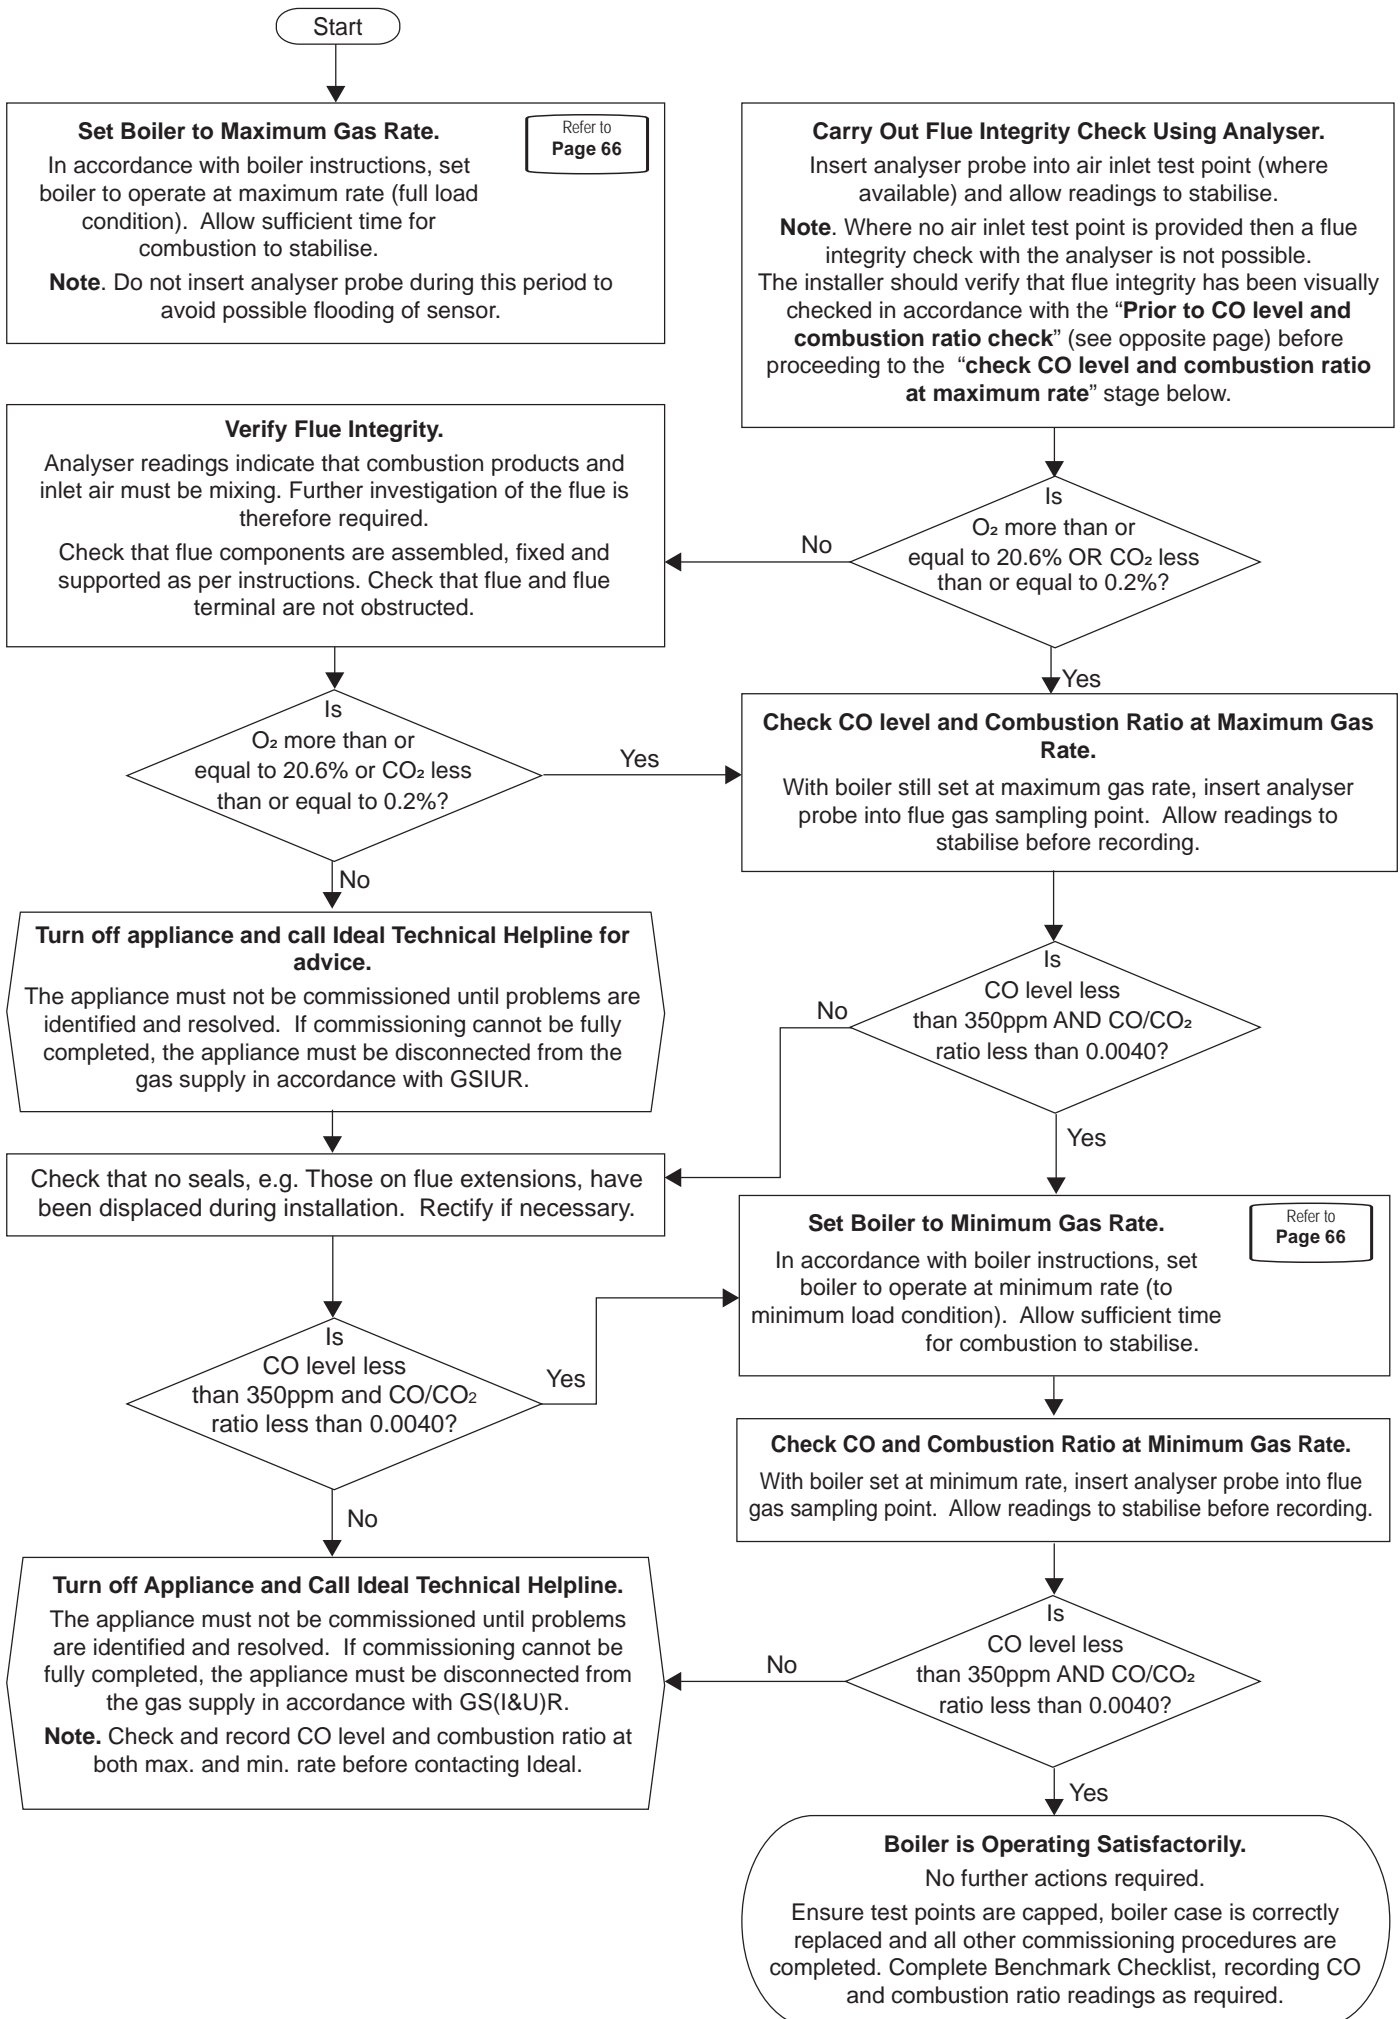 Start
Set Boiler to Maximum Gas Rate.
Refer to
Page 66
In accordance with boiler instructions, set
boiler to operate at maximum rate (full load
condition).  Allow sufficient time for
combustion to stabilise.
Note. Do not insert analyser probe during this period to
avoid possible flooding of sensor.
Carry Out Flue Integrity Check Using Analyser.
Insert analyser probe into air inlet test point (where
available) and allow readings to stabilise.
Note. Where no air inlet test point is provided then a flue
integrity check with the analyser is not possible.
The installer should verify that flue integrity has been visually
checked in accordance with the “Prior to CO level and
combustion ratio check” (see opposite page) before
proceeding to the  “check CO level and combustion ratio
at maximum rate” stage below.
Is
O₂ more than or
equal to 20.6% OR CO₂ less
than or equal to 0.2%?
No
Yes
Verify Flue Integrity.
Analyser readings indicate that combustion products and
inlet air must be mixing. Further investigation of the flue is
therefore required.
Check that flue components are assembled, fixed and
supported as per instructions. Check that flue and flue
terminal are not obstructed.
Is
O₂ more than or
equal to 20.6% or CO₂ less
than or equal to 0.2%?
Yes
No
Check CO level and Combustion Ratio at Maximum Gas
Rate.
With boiler still set at maximum gas rate, insert analyser
probe into flue gas sampling point.  Allow readings to
stabilise before recording.
Turn off appliance and call Ideal Technical Helpline for
advice.
The appliance must not be commissioned until problems are
identified and resolved.  If commissioning cannot be fully
completed, the appliance must be disconnected from the
gas supply in accordance with GSIUR.
Is
CO level less
than 350ppm AND CO/CO₂
ratio less than 0.0040?
No
Yes
Check that no seals, e.g. Those on flue extensions, have
been displaced during installation.  Rectify if necessary.
Set Boiler to Minimum Gas Rate.
Refer to
Page 66
In accordance with boiler instructions, set
boiler to operate at minimum rate (to
minimum load condition).  Allow sufficient time
for combustion to stabilise.
Is
CO level less
than 350ppm and CO/CO₂
ratio less than 0.0040?
Yes
No
Check CO and Combustion Ratio at Minimum Gas Rate.
With boiler set at minimum rate, insert analyser probe into flue
gas sampling point.  Allow readings to stabilise before recording.
Turn off Appliance and Call Ideal Technical Helpline.
The appliance must not be commissioned until problems
are identified and resolved.  If commissioning cannot be
fully completed, the appliance must be disconnected from
the gas supply in accordance with GS(I&U)R.
Note. Check and record CO level and combustion ratio at
both max. and min. rate before contacting Ideal.
Is
CO level less
than 350ppm AND CO/CO₂
ratio less than 0.0040?
No
Yes
Boiler is Operating Satisfactorily.
No further actions required.
Ensure test points are capped, boiler case is correctly
replaced and all other commissioning procedures are
completed. Complete Benchmark Checklist, recording CO
and combustion ratio readings as required.